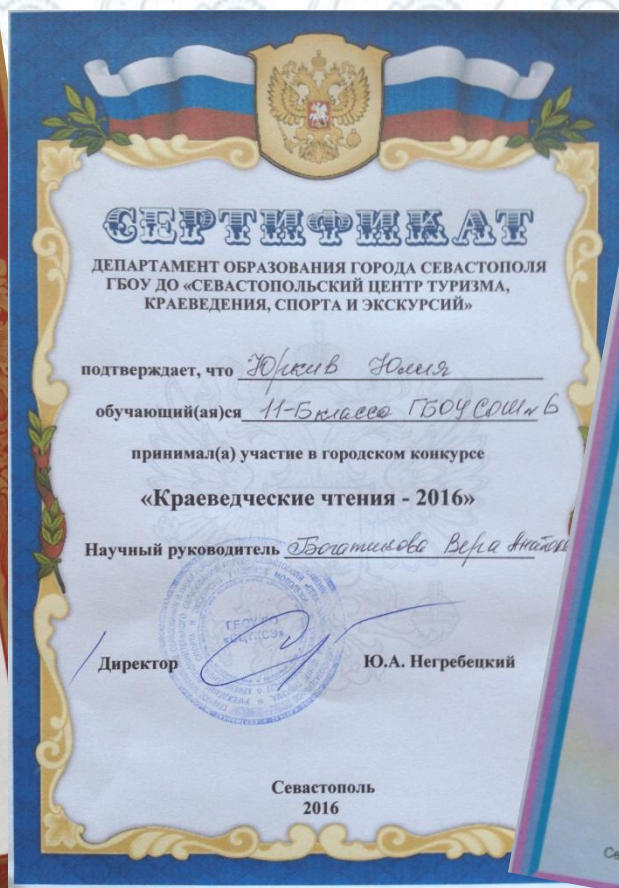 СЕРТИФИКАТ
ДЕПАРТАМЕНТ ОБРАЗОВАНИЯ ГОРОДА СЕВАСТОПОЛЯ
ГБОУ ДО «СЕВАСТОПОЛЬСКИЙ ЦЕНТР ТУРИЗМА,
КРАЕВЕДЕНИЯ, СПОРТА И ЭКСКУРСИЙ»
подтверждает, что Юркив Юлия
обучающий(ая)ся 11-Б класса ГБОУ СОШ № 6
принимал(а) участие в городском конкурсе
«Краеведческие чтения - 2016»
Научный руководитель Богатикова Вера
Директор Ю.А. Негребецкий
Севастополь
2016